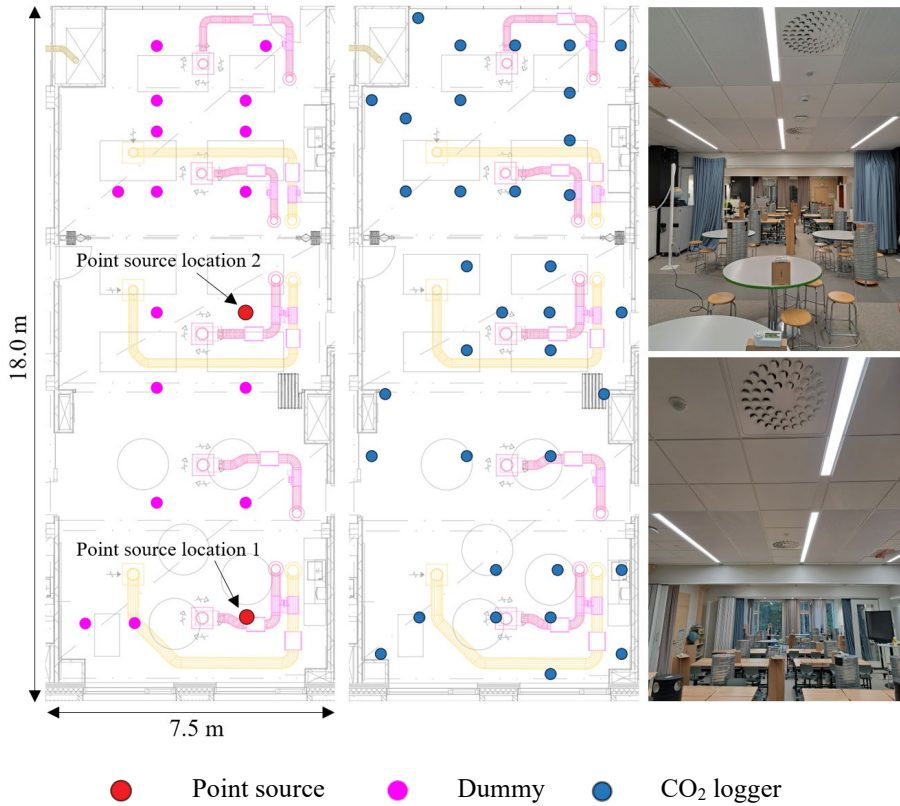 Point source location 2
18.0 m
Point source location 1
7.5 m
Point source
Dummy
CO₂ logger